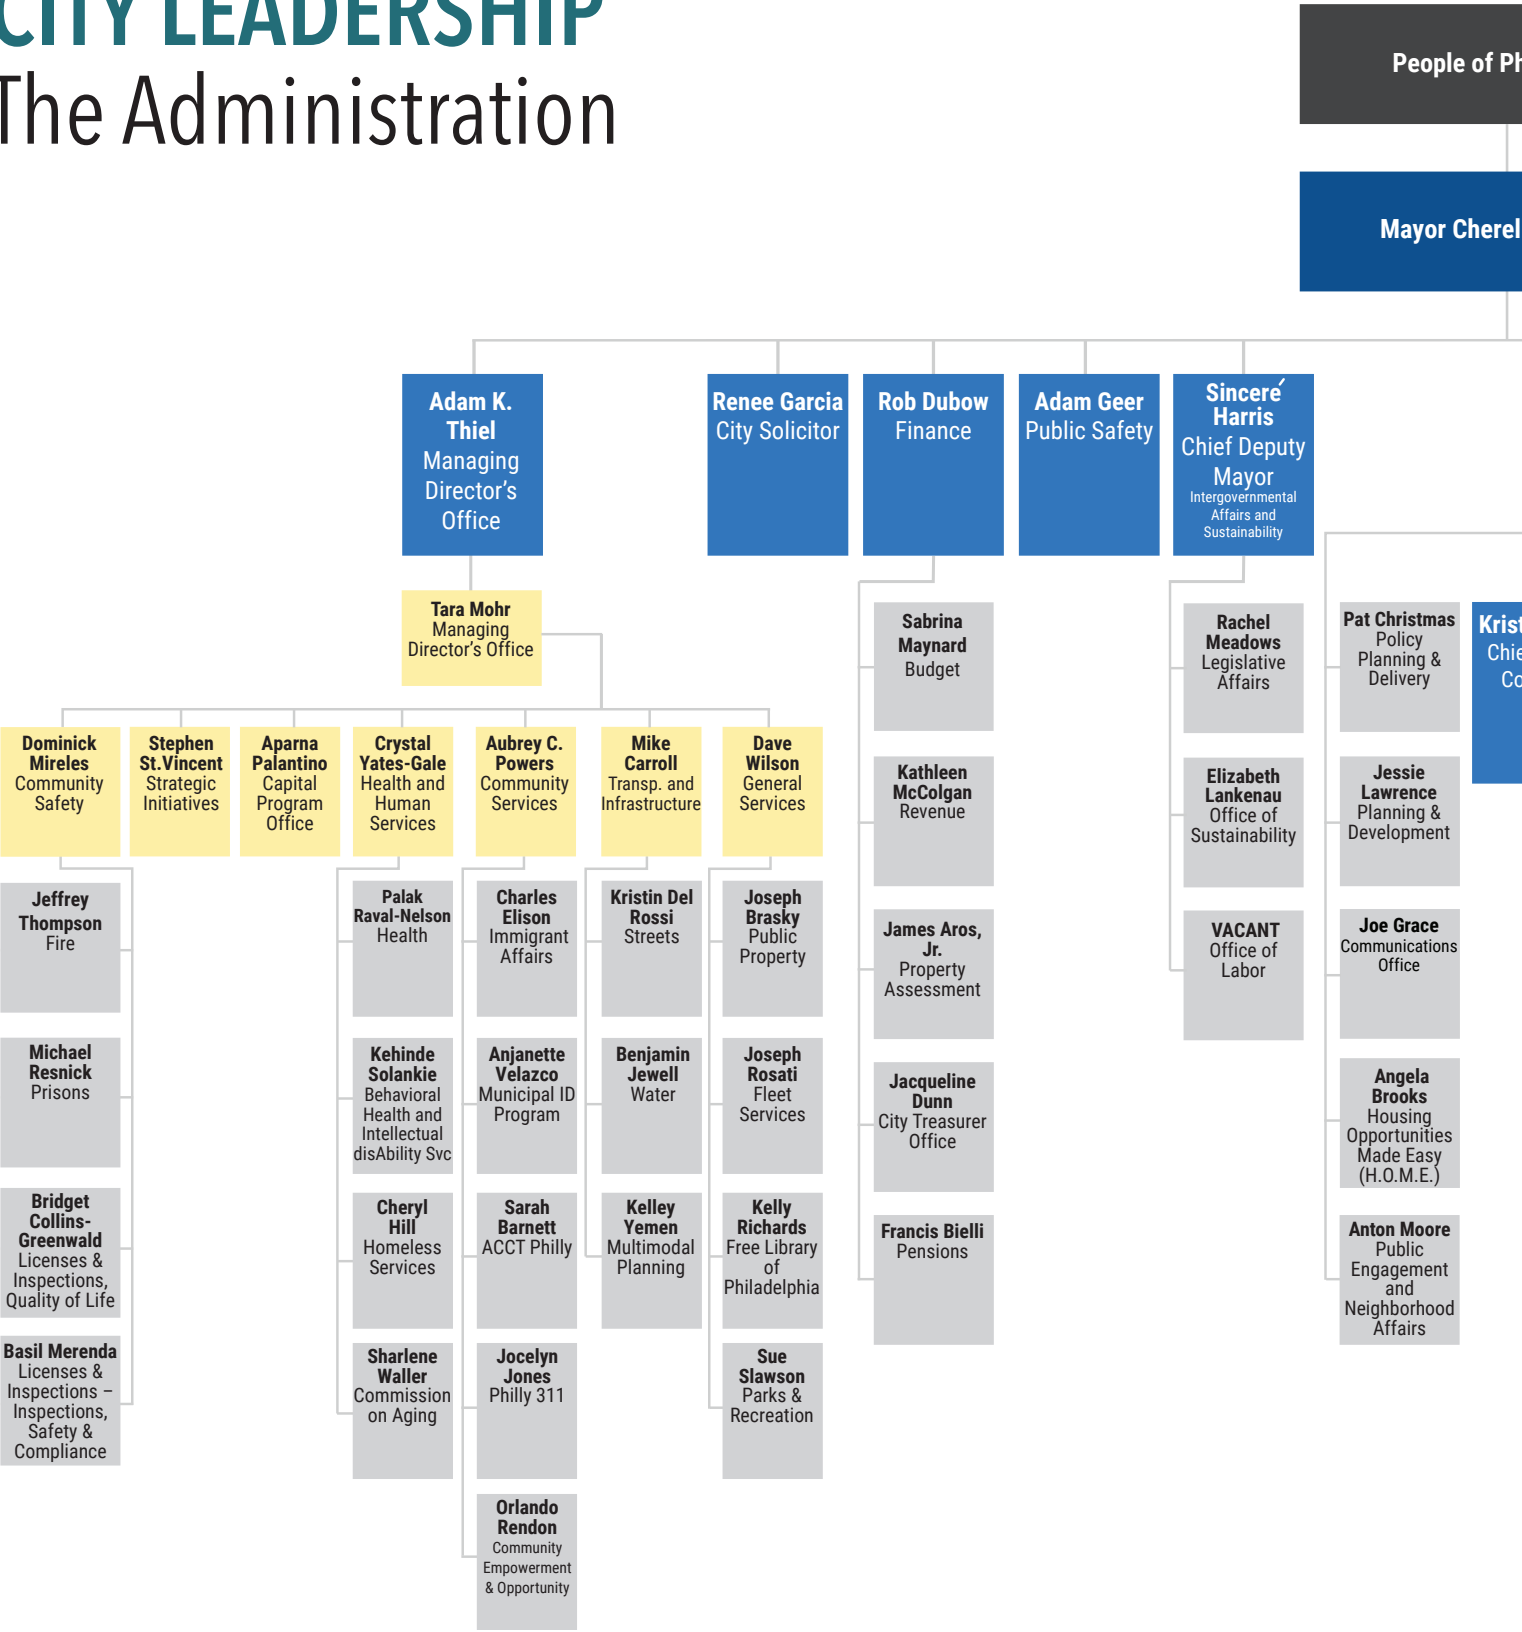 CITY LEADERSHIP
The Administration
People of
Mayor
Adam K.
Thiel
Managing
Director's
Office
Renee Garcia
City Solicitor
Rob Dubow
Finance
Adam Geer
Public Safety
Sinceré
Harris
Chief Deputy
Mayor
Intergovernmental
Affairs and
Sustainability
Tara Mohr
Managing
Director's Office
Dominick
Mireles
Community
Safety
Stephen
St.Vincent
Strategic
Initiatives
Aparna
Palantino
Capital
Program
Office
Crystal
Yates-Gale
Health and
Human
Services
Aubrey C.
Powers
Community
Services
Mike
Carroll
Transp. and
Infrastructure
Dave
Wilson
General
Services
Jeffrey
Thompson
Fire
Michael
Resnick
Prisons
Bridget
Collins-
Greenwald
Licenses &
Inspections,
Quality of Life
Basil Merenda
Licenses &
Inspections –
Inspections,
Safety &
Compliance
Palak
Raval-Nelson
Health
Kehinde
Solankie
Behavioral
Health and
Intellectual
disAbility Svc
Cheryl
Hill
Homeless
Services
Sharlene
Waller
Commission
on Aging
Charles
Elison
Immigrant
Affairs
Anjanette
Velazco
Municipal ID
Program
Sarah
Barnett
ACCT Philly
Jocelyn
Jones
Philly 311
Orlando
Rendon
Community
Empowerment
& Opportunity
Kristin Del
Rossi
Streets
Benjamin
Jewell
Water
Kelley
Yemen
Multimodal
Planning
Joseph
Brasky
Public
Property
Joseph
Rosati
Fleet
Services
Kelly
Richards
Free Library
of
Philadelphia
Sue
Slawson
Parks &
Recreation
Sabrina
Maynard
Budget
Kathleen
McColgan
Revenue
James Aros,
Jr.
Property
Assessment
Jacqueline
Dunn
City Treasurer
Office
Francis Bielli
Pensions
Rachel
Meadows
Legislative
Affairs
Elizabeth
Lankenau
Office of
Sustainability
VACANT
Office of
Labor
Pat Christmas
Policy
Planning &
Delivery
Jessie
Lawrence
Planning &
Development
Joe Grace
Communications
Office
Angela
Brooks
Housing
Opportunities
Made Easy
(H.O.M.E.)
Anton Moore
Public
Engagement
and
Neighborhood
Affairs